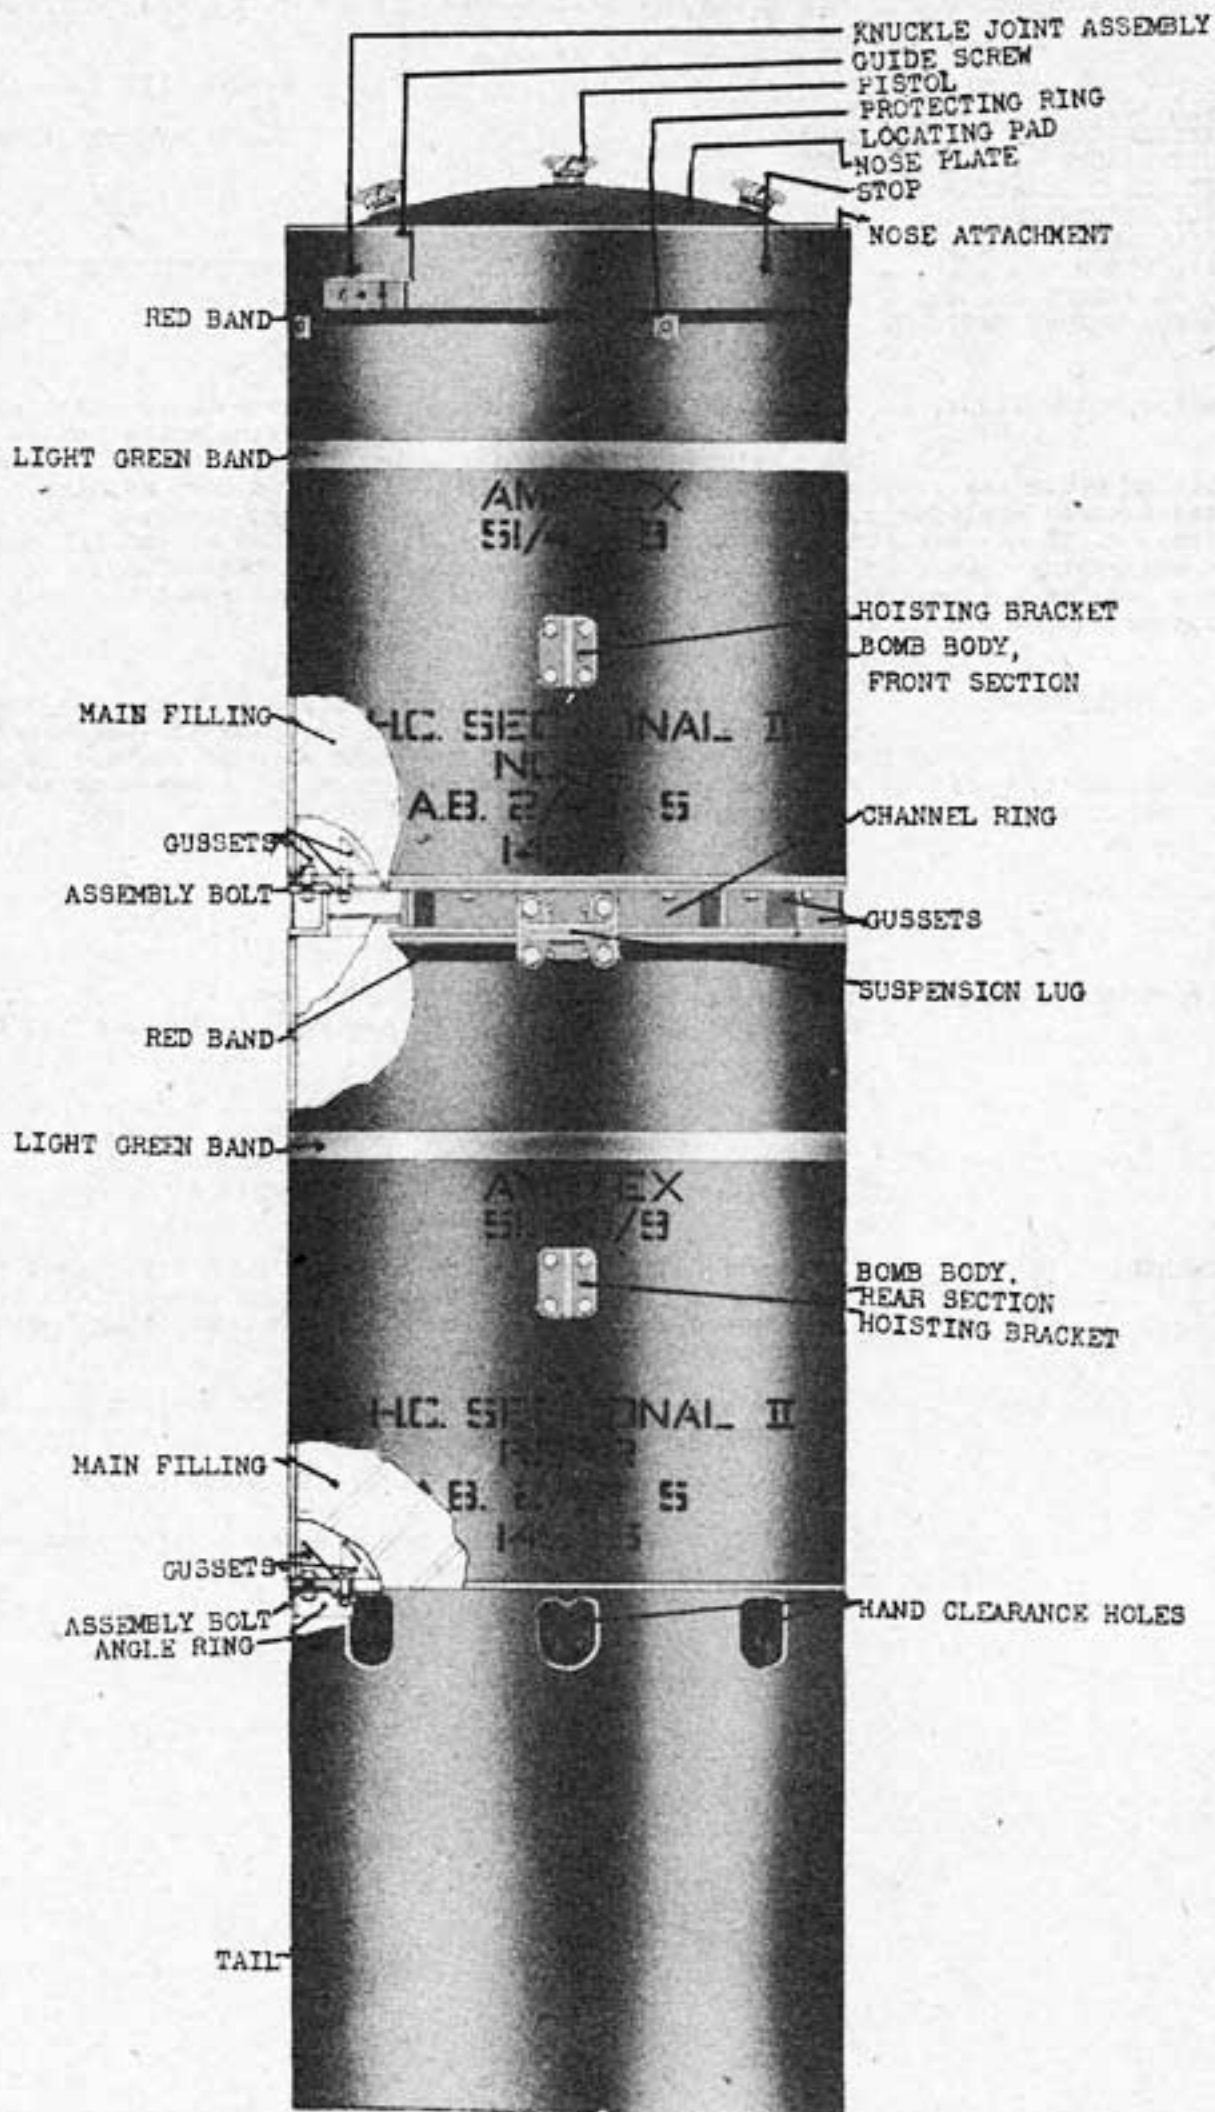 KNUCKLE JOINT ASSEMBLY
GUIDE SCREW
PISTOL
PROTECTING RING
LOCATING PAD
NOSE PLATE
STOP
NOSE ATTACHMENT
RED BAND
LIGHT GREEN BAND
HOISTING BRACKET
BOMB BODY,
FRONT SECTION
MAIN FILLING
H.C.
II
A.B.
S
CHANNEL RING
GUSSETS
ASSEMBLY BOLT
GUSSETS
SUSPENSION LUG
RED BAND
LIGHT GREEN BAND
BOMB BODY.
REAR SECTION
HOISTING BRACKET
H.C.
II
MAIN FILLING
S
GUSSETS
ASSEMBLY BOLT
ANGLE RING
HAND CLEARANCE HOLES
TAIL